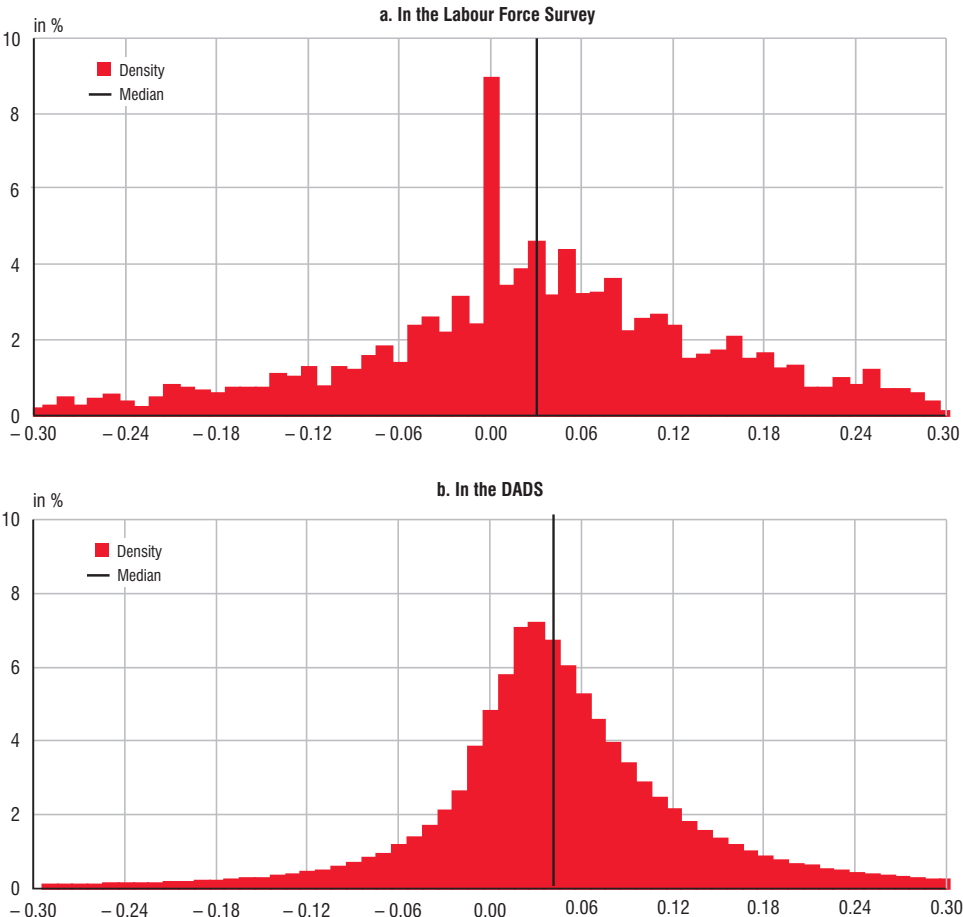 a. In the Labour Force Survey
in %
10
Density
Median
8
6
4
2
0
– 0.30 – 0.24 – 0.18 – 0.12 – 0.06 0.00 0.06 0.12 0.18 0.24 0.30
b. In the DADS
in %
10
Density
Median
8
6
4
2
0
– 0.30 – 0.24 – 0.18 – 0.12 – 0.06 0.00 0.06 0.12 0.18 0.24 0.30